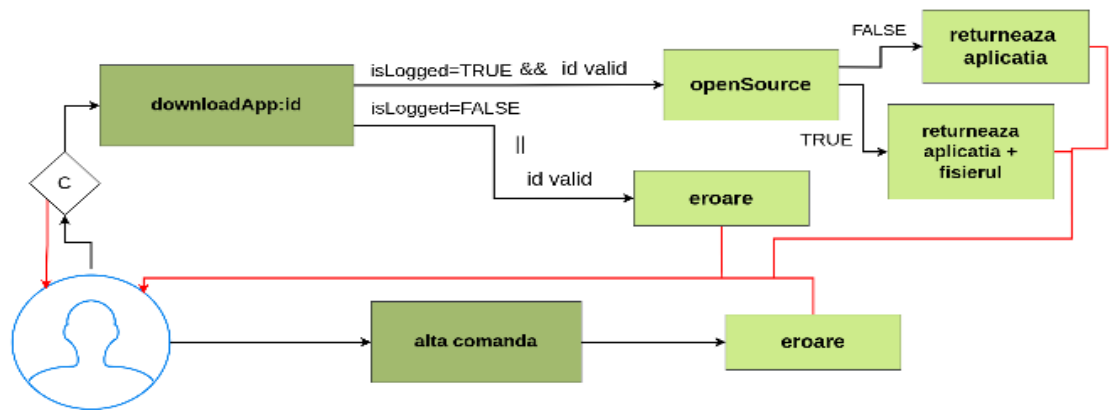 FALSE
returneaza
aplicatia
isLogged=TRUE && id valid
openSource
downloadApp:id
isLogged=FALSE
TRUE
returneaza
aplicatia +
fisierul
||
id valid
C
eroare
alta comanda
eroare